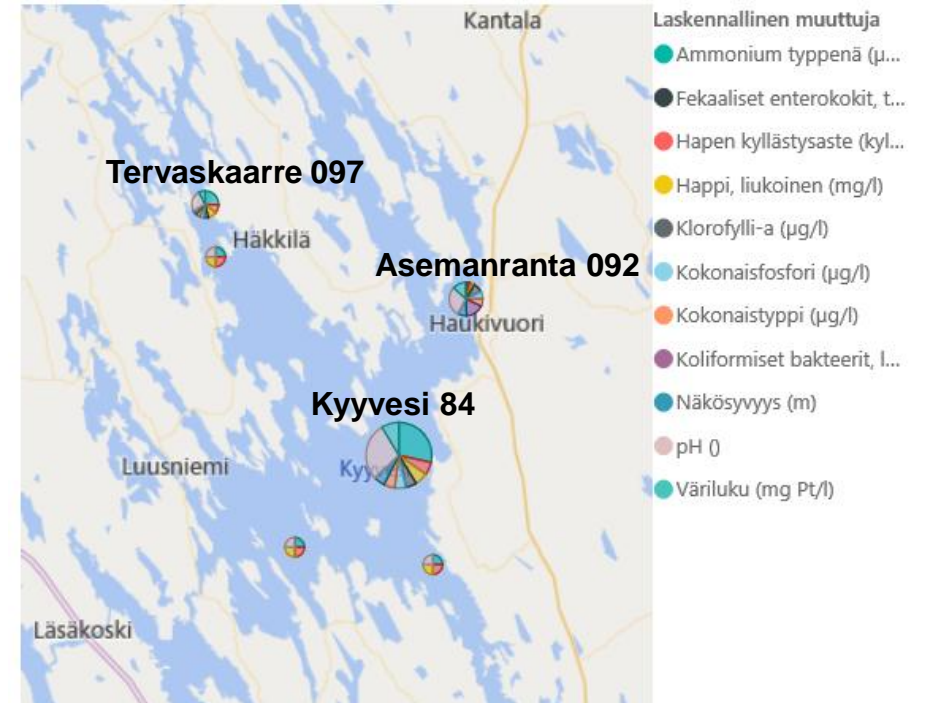 Kantala
Tervaskaarre 097
Häkkilä
Asemanranta 092
Haukivuori
Kyyvesi 84
Luusniemi
Läsäkoski
Laskennallinen muuttuja
Ammonium typpenä (µ...
Fekaaliset enterokokit, t...
Hapen kyllästysaste (kyl...
Happi, liukoinen (mg/l)
Klorofylli-a (µg/l)
Kokonaisfosfori (µg/l)
Kokonaistyppi (µg/l)
Koliformiset bakteerit, l...
Näkösyvyys (m)
pH ()
Väriluku (mg Pt/l)